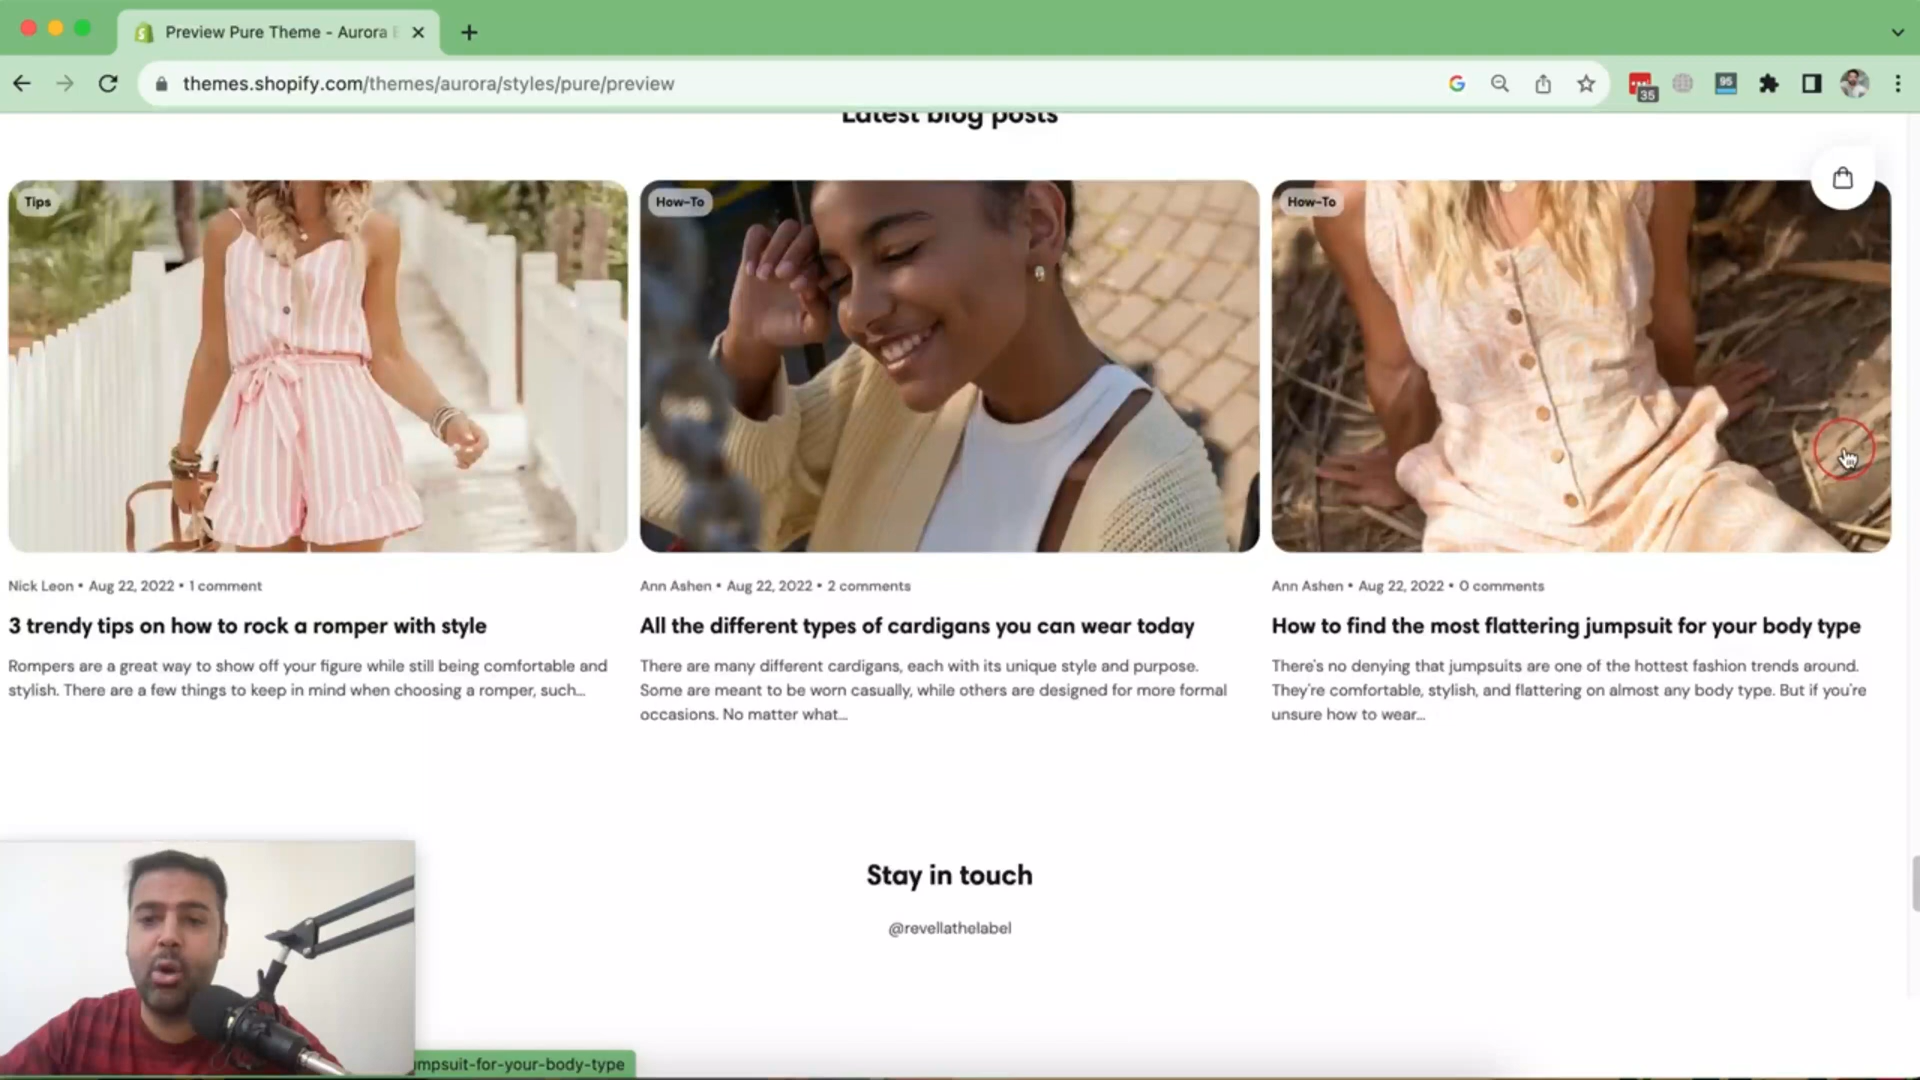 Preview Pure Theme - Aurora
themes.shopify.com/themes/aurora/styles/pure/preview
35
95
Latest blog posts
Tips
How-To
How-To
Nick Leon • Aug 22, 2022 • 1 comment
3 trendy tips on how to rock a romper with style
Rompers are a great way to show off your figure while still being comfortable and
stylish. There are a few things to keep in mind when choosing a romper, such...
Ann Ashen • Aug 22, 2022 • 2 comments
All the different types of cardigans you can wear today
There are many different cardigans, each with its unique style and purpose.
Some are meant to be worn casually, while others are designed for more formal
occasions. No matter what...
Ann Ashen • Aug 22, 2022 • 0 comments
How to find the most flattering jumpsuit for your body type
There's no denying that jumpsuits are one of the hottest fashion trends around.
They're comfortable, stylish, and flattering on almost any body type. But if you're
unsure how to wear...
Stay in touch
@revellathelabel
mpsuit-for-your-body-type